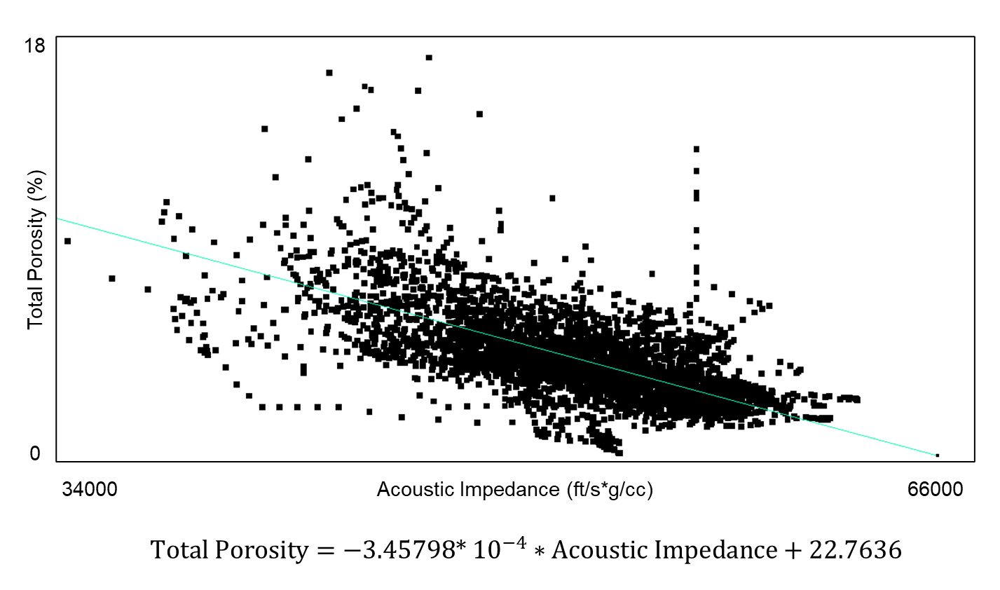 18
Total Porosity (%)
0
34000 Acoustic Impedance (ft/s*g/cc) 66000
Total Porosity = −3.45798* 10⁻⁴ ∗ Acoustic Impedance + 22.7636